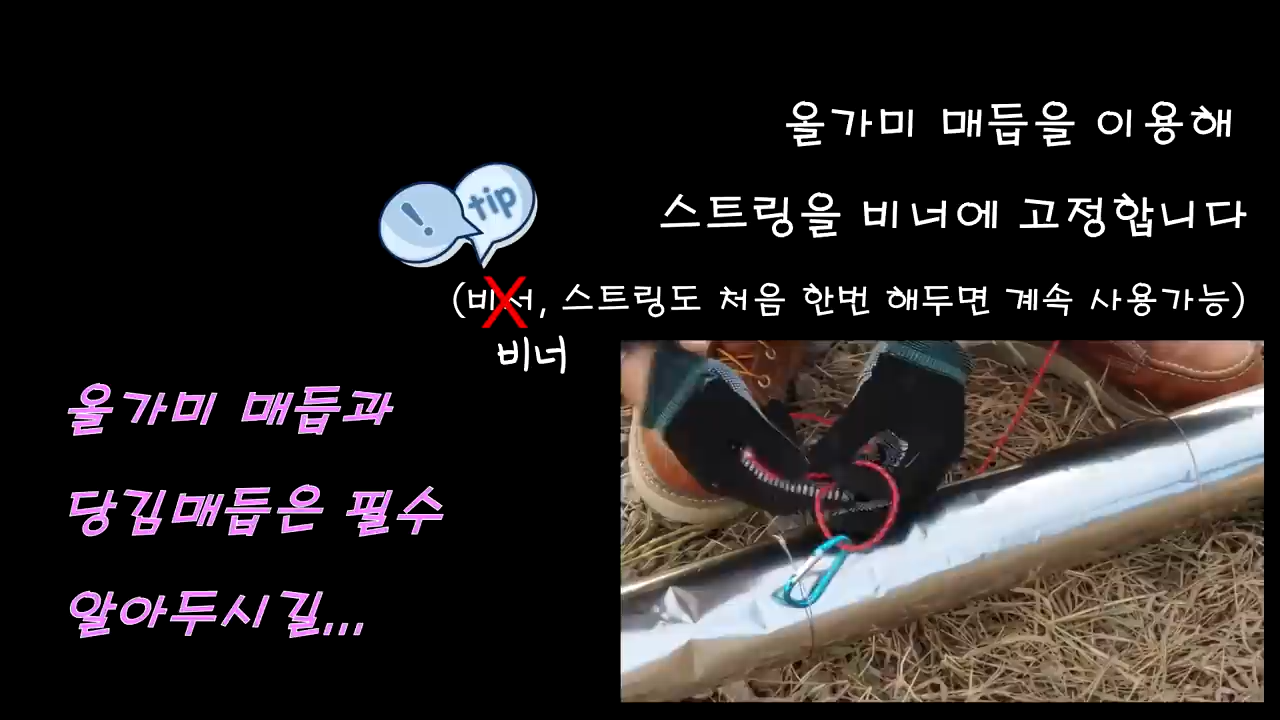 올가미 매듭을 이용해
! tip
스트링을 비너에 고정합니다
(비서, 스트링도 처음 한번 해두면 계속 사용가능)
X
비너
올가미 매듭과
당김매듭은 필수
알아두시길,,,